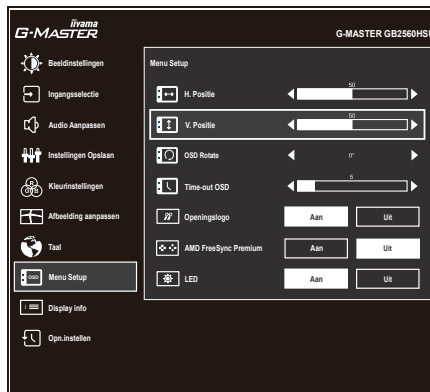 iiyama
G-MASTER
G-MASTER GB2560HSU
Beeldinstellingen
Ingangsselectie
Audio Aanpassen
Instellingen Opslaan
Kleurinstellingen
Afbeelding aanpassen
Taal
OSD Menu Setup
Display info
Opn.instellen
Menu Setup
H. Positie 50
V. Positie 50
OSD Rotate 0°
Time-out OSD 5
Openingslogo Aan Uit
AMD FreeSync Premium Aan Uit
LED Aan Uit